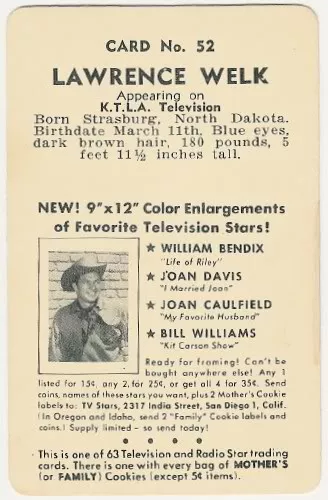 CARD No. 52
LAWRENCE WELK
Appearing on
K.T.L.A. Television
Born Strasburg, North Dakota.
Birthdate March 11th. Blue eyes,
dark brown hair, 180 pounds, 5
feet 11½ inches tall.
NEW! 9"x12" Color Enlargements
of Favorite Television Stars!
★ WILLIAM BENDIX
"Life of Riley"
★ JOAN DAVIS
"I Married Joan"
★ JOAN CAULFIELD
"My Favorite Husband"
★ BILL WILLIAMS
"Kit Carson Show"
Ready for framing! Can't be
bought anywhere else! Any 1
listed for 15¢, any 2, for 25¢, or get all 4 for 35¢. Send
coins, names of stars you want, plus 2 Mother's Cookie
labels to: TV Stars, 2317 India Street, San Diego 1, Calif.
(In Oregon and Idaho, send 2 "Family" Cookie labels and
coins.) Supply limited – so send today!
• • • •
This is one of 63 Television and Radio Star trading
cards. There is one with every bag of MOTHER'S
(or FAMILY) Cookies (except 5¢ items).